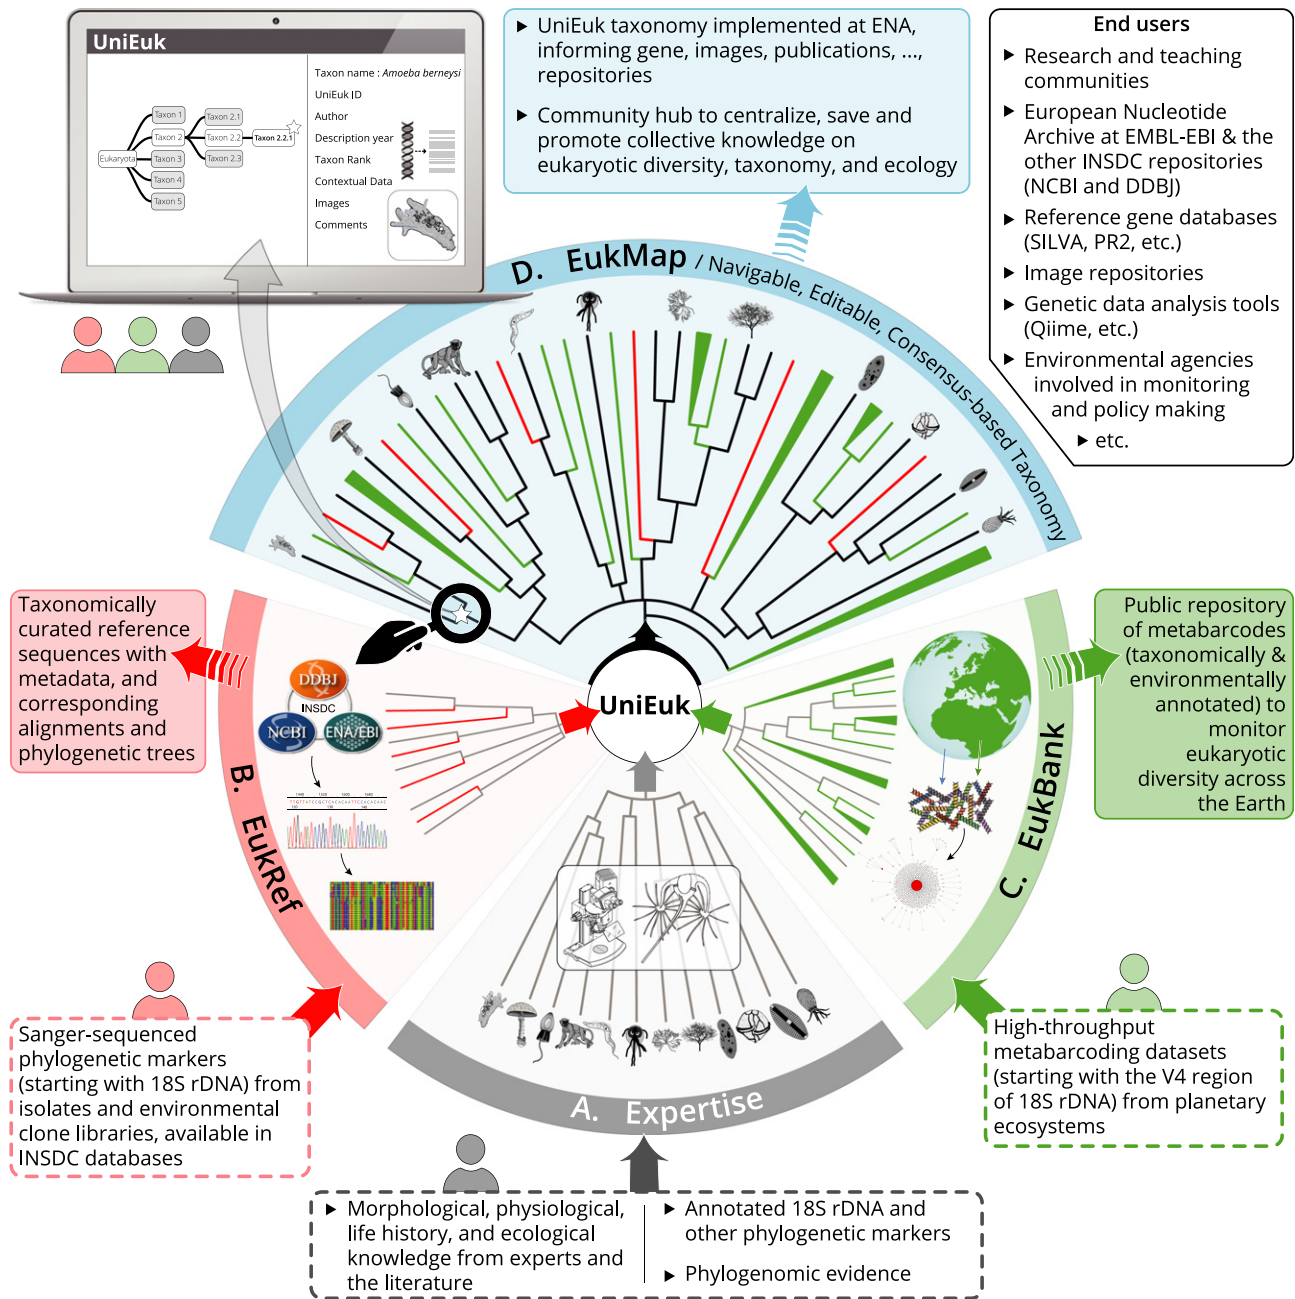 UniEuk
Taxon name : Amoeba berneysi
UniEuk ID
Author
Description year
Taxon Rank
Contextual Data
Images
Comments
Eukaryota
Taxon 1
Taxon 2
Taxon 3
Taxon 4
Taxon 5
Taxon 2.1
Taxon 2.2
Taxon 2.3
Taxon 2.2.1
▶ UniEuk taxonomy implemented at ENA,
informing gene, images, publications, ...,
repositories
▶ Community hub to centralize, save and
promote collective knowledge on
eukaryotic diversity, taxonomy, and ecology
End users
▶ Research and teaching
communities
▶ European Nucleotide
Archive at EMBL-EBI & the
other INSDC repositories
(NCBI and DDBJ)
▶ Reference gene databases
(SILVA, PR2, etc.)
▶ Image repositories
▶ Genetic data analysis tools
(Qiime, etc.)
▶ Environmental agencies
involved in monitoring
and policy making
▶ etc.
D. EukMap / Navigable, Editable, Consensus-based Taxonomy
Taxonomically
curated reference
sequences with
metadata, and
corresponding
alignments and
phylogenetic trees
DDBJ
INSDC
NCBI
ENA/EBI
1440 1520 1600 1680
TTGTTATCCGCTCACACAATTCCACACAAC
120 130 140
B. EukRef
UniEuk
Public repository
of metabarcodes
(taxonomically &
environmentally
annotated) to
monitor
eukaryotic
diversity across
the Earth
C. EukBank
Sanger-sequenced
phylogenetic markers
(starting with 18S rDNA) from
isolates and environmental
clone libraries, available in
INSDC databases
High-throughput
metabarcoding datasets
(starting with the V4 region
of 18S rDNA) from planetary
ecosystems
A. Expertise
▶ Morphological, physiological,
life history, and ecological
knowledge from experts and
the literature
▶ Annotated 18S rDNA and
other phylogenetic markers
▶ Phylogenomic evidence